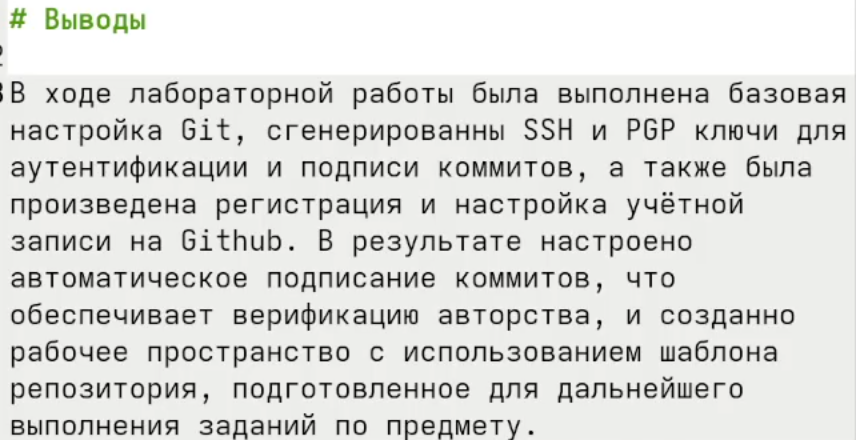 # Выводы
2
3 В ходе лабораторной работы была выполнена базовая
настройка Git, сгенерированны SSH и PGP ключи для
аутентификации и подписи коммитов, а также была
произведена регистрация и настройка учётной
записи на Github. В результате настроено
автоматическое подписание коммитов, что
обеспечивает верификацию авторства, и созданно
рабочее пространство с использованием шаблона
репозитория, подготовленное для дальнейшего
выполнения заданий по предмету.